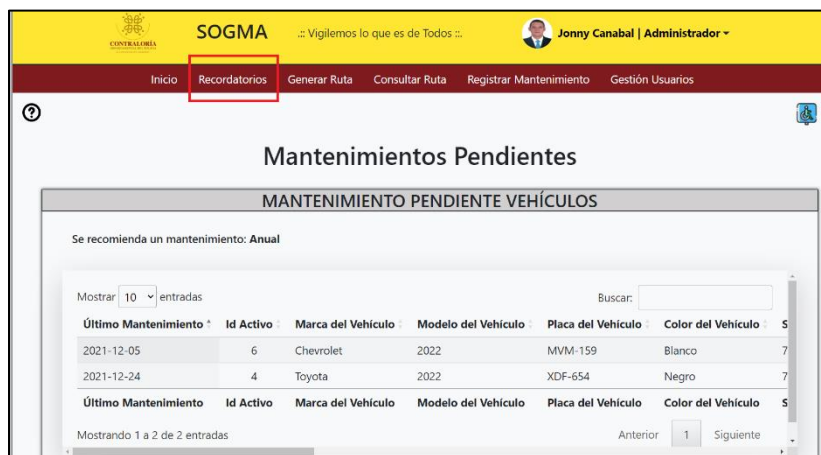 CONTRALORÍA
SOGMA
.:: Vigilemos lo que es de Todos ::.
Jonny Canabal | Administrador
Inicio Recordatorios Generar Ruta Consultar Ruta Registrar Mantenimiento Gestión Usuarios
Mantenimientos Pendientes
MANTENIMIENTO PENDIENTE VEHÍCULOS
Se recomienda un mantenimiento: Anual
Mostrar 10 entradas Buscar:
Último Mantenimiento Id Activo Marca del Vehículo Modelo del Vehículo Placa del Vehículo Color del Vehículo S
2021-12-05 6 Chevrolet 2022 MVM-159 Blanco 7
2021-12-24 4 Toyota 2022 XDF-654 Negro 7
Último Mantenimiento Id Activo Marca del Vehículo Modelo del Vehículo Placa del Vehículo Color del Vehículo S
Mostrando 1 a 2 de 2 entradas Anterior 1 Siguiente